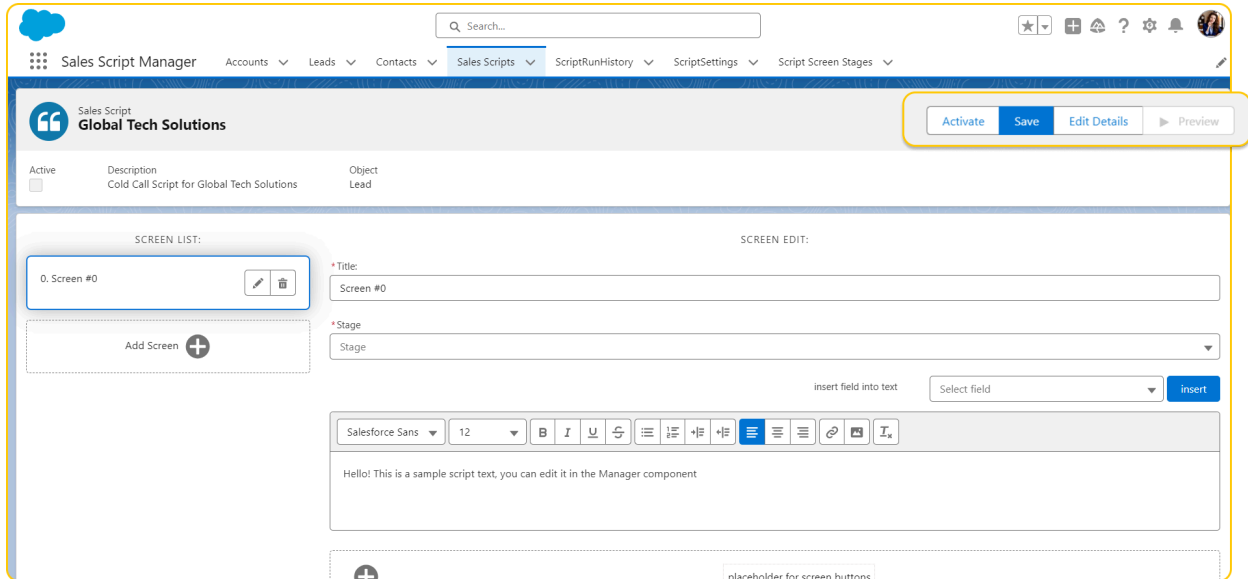 Search...
Sales Script Manager Accounts Leads Contacts Sales Scripts ScriptRunHistory ScriptSettings Script Screen Stages
Sales Script
Global Tech Solutions
Activate Save Edit Details Preview
Active Description Object
Cold Call Script for Global Tech Solutions Lead
SCREEN LIST: SCREEN EDIT:
*Title:
0. Screen #0
Screen #0
*Stage
Add Screen
Stage
insert field into text Select field insert
Salesforce Sans 12 B I U S
Hello! This is a sample script text, you can edit it in the Manager component
placeholder for screen buttons